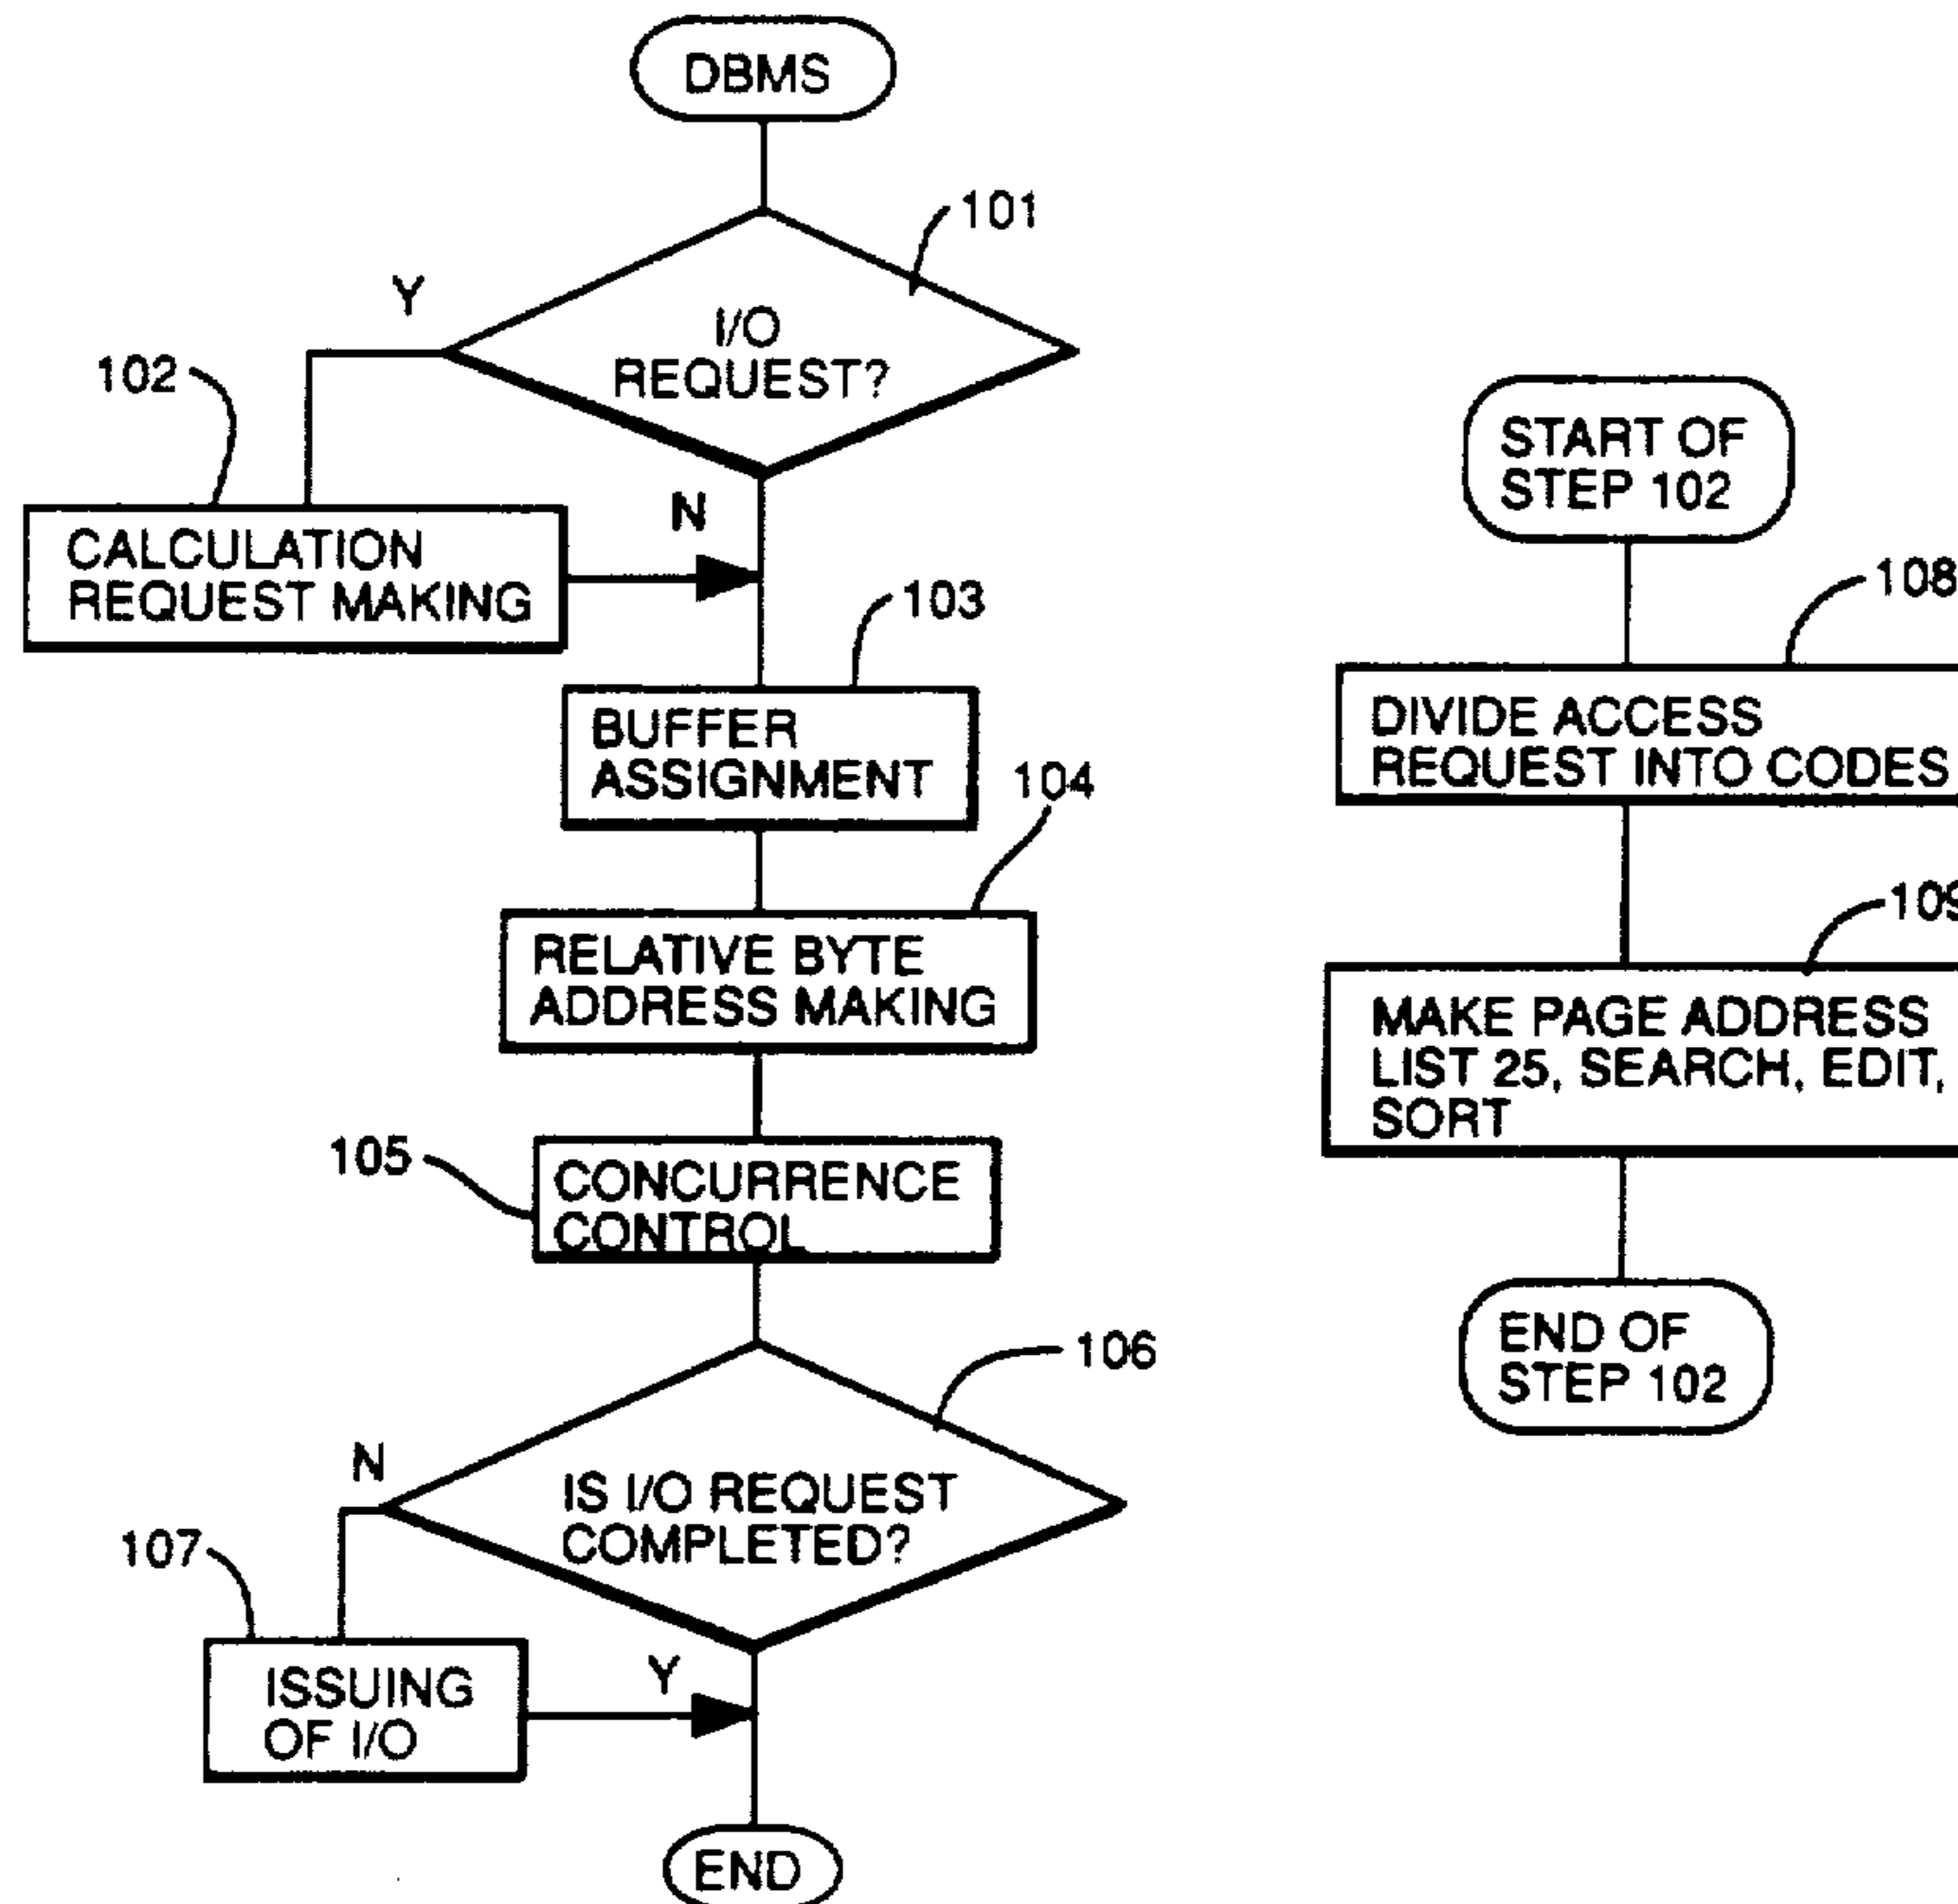 DBMS
101
I/O
REQUEST?
Y
102
CALCULATION
REQUEST MAKING
N
103
BUFFER
ASSIGNMENT
104
RELATIVE BYTE
ADDRESS MAKING
105
CONCURRENCE
CONTROL
106
IS I/O REQUEST
COMPLETED?
N
107
ISSUING
OF I/O
Y
END
START OF
STEP 102
108
DIVIDE ACCESS
REQUEST INTO CODES
109
MAKE PAGE ADDRESS
LIST 25, SEARCH, EDIT,
SORT
END OF
STEP 102